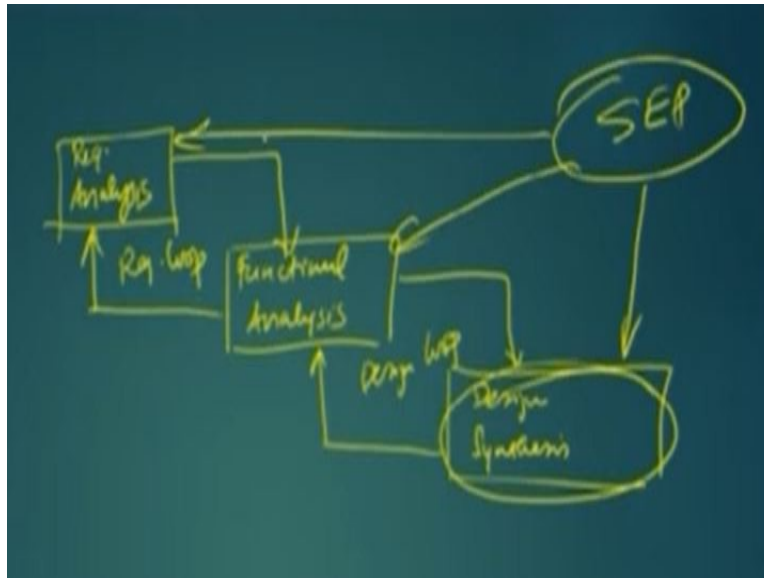 SEP
Req.
Analysis
Req. Loop
Functional
Analysis
Design Loop
Design
Synthesis